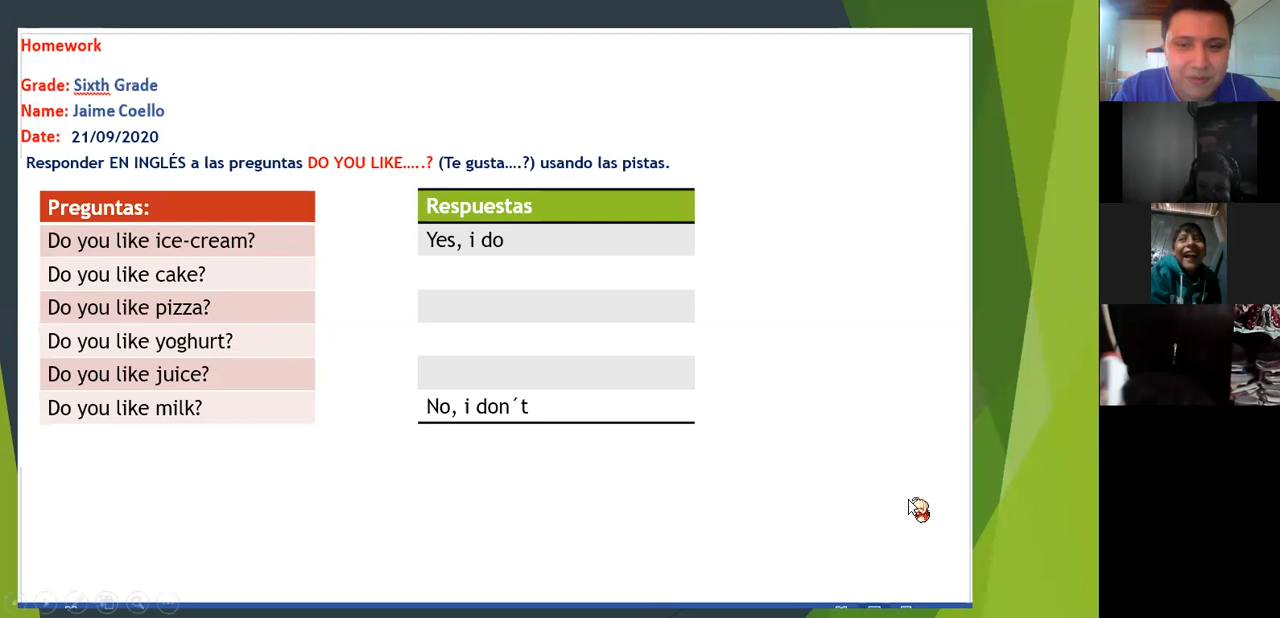 Homework
Grade: Sixth Grade
Name: Jaime Coello
Date: 21/09/2020
Responder EN INGLÉS a las preguntas DO YOU LIKE…..? (Te gusta….?) usando las pistas.
Preguntas:
Do you like ice-cream?
Do you like cake?
Do you like pizza?
Do you like yoghurt?
Do you like juice?
Do you like milk?
Respuestas
Yes, i do
No, i don´t